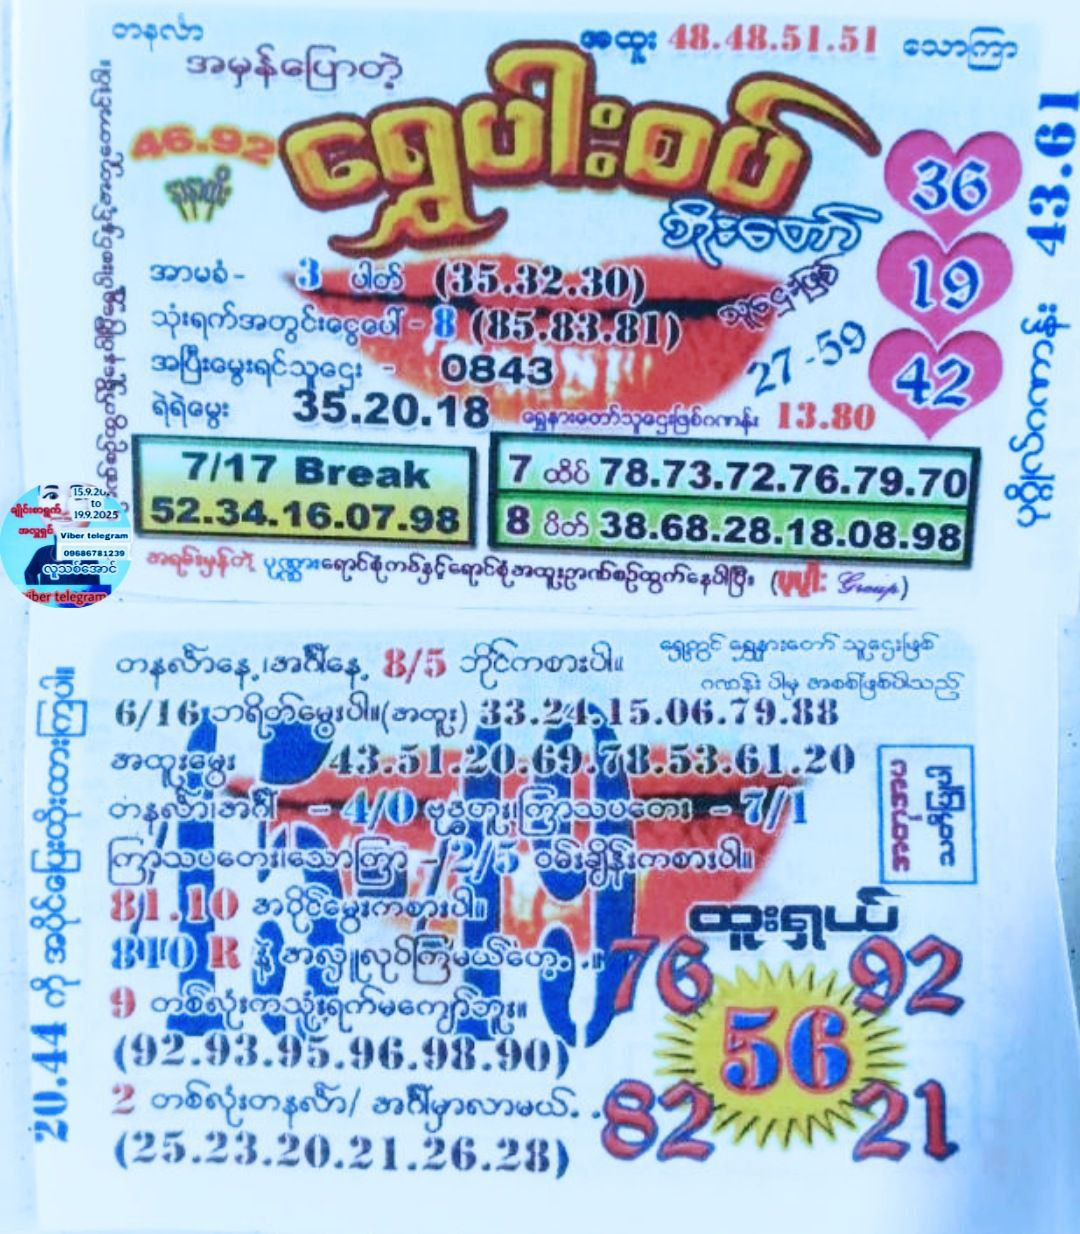 တနင်္လာ
အထူး 48.48.51.51 သောကြာ
အမှန်ပြောတဲ့
ရွှေပါးစပ်
46.92
ဘိုးတော်
36
19
42
43.61
အာမခံ - 3 ပါတ် (35.32.30)
သုံးရက်အတွင်းငွေပေါ် - 8 (85.83.81)
27-59
အပြီးမွေးရင်သူဌေး - 0843
ရဲရဲမွေး 35.20.18
ရွှေနားတော်သူဌေးဖြစ်ဂဏန်း 13.80
7/17 Break
52.34.16.07.98
7 ထိပ် 78.73.72.76.79.70
8 ပိတ် 38.68.28.18.08.98
အရမ်းမှန်တဲ့ ပုဏ္ဏားရောင်စုံကစ်နှင့်ရောင်စုံအထူးဉာဏ်စဉ်ထွက်နေပါပြီ။
Group)
15.9.20
to
19.9.2025
Viber telegram
09686781239
လူသစ်အောင်
viber telegram
တနင်္လာနေ့၊အင်္ဂါနေ့ 8/5 ဘိုင်ကစားပါ။
ရွှေကွင် ရွှေနားတော် သူဌေးဖြစ်
ဂဏန်း ပါမှ အစစ်ဖြစ်ပါသည်
6/16 ဘရိတ်မွေးပါ။(အထူး) 33.24.15.06.79.88
အထူးမွေး 43.51.20.69.78.53.61.20
တနင်္လာ၊အင်္ဂါ - 4/0 ဗုဒ္ဓဟူး၊ကြာသပတေး - 7/1
ကြာသပတေး၊သောကြာ - 2/5 ဝမ်းချိန်းကစားပါ။
81.10 အပိုင်မွေးကစားပါ။
R နဲ့ အလှူလုပ်ကြမယ်ဟေ့. .။
9 တစ်လုံးကသုံးရက်မကျော်ဘူး။
(92.93.95.96.98.90)
2 တစ်လုံးတနင်္လာ/ အင်္ဂါမှာလာမယ်. .
(25.23.20.21.26.28)
ထူးရှယ်
76 92
56
82 21
20.44 ကို အပိုင်ပြေးထိုးထားကြပါ။